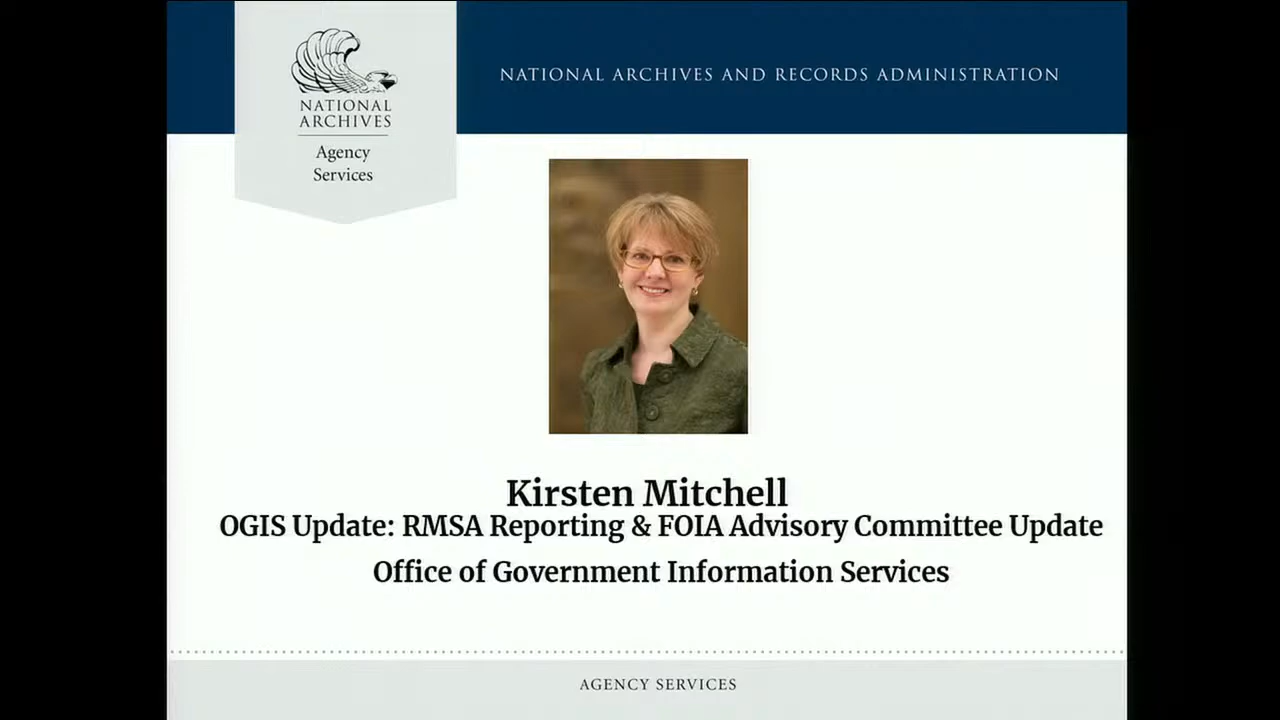 NATIONAL ARCHIVES AND RECORDS ADMINISTRATION
NATIONAL
ARCHIVES
Agency
Services
Kirsten Mitchell
OGIS Update: RMSA Reporting & FOIA Advisory Committee Update
Office of Government Information Services
AGENCY SERVICES